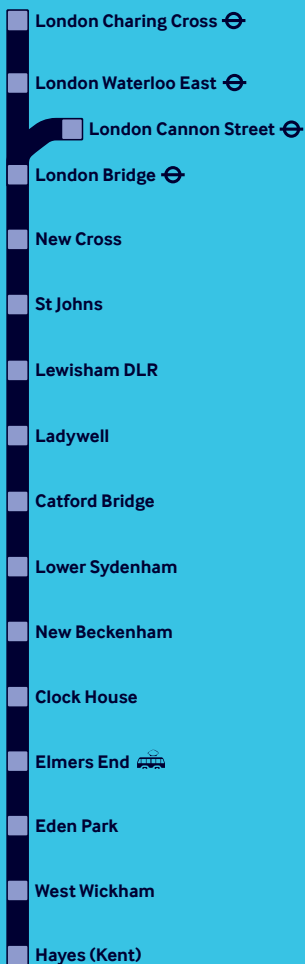 London Charing Cross
London Waterloo East
London Cannon Street
London Bridge
New Cross
St Johns
Lewisham DLR
Ladywell
Catford Bridge
Lower Sydenham
New Beckenham
Clock House
Elmers End
Eden Park
West Wickham
Hayes (Kent)